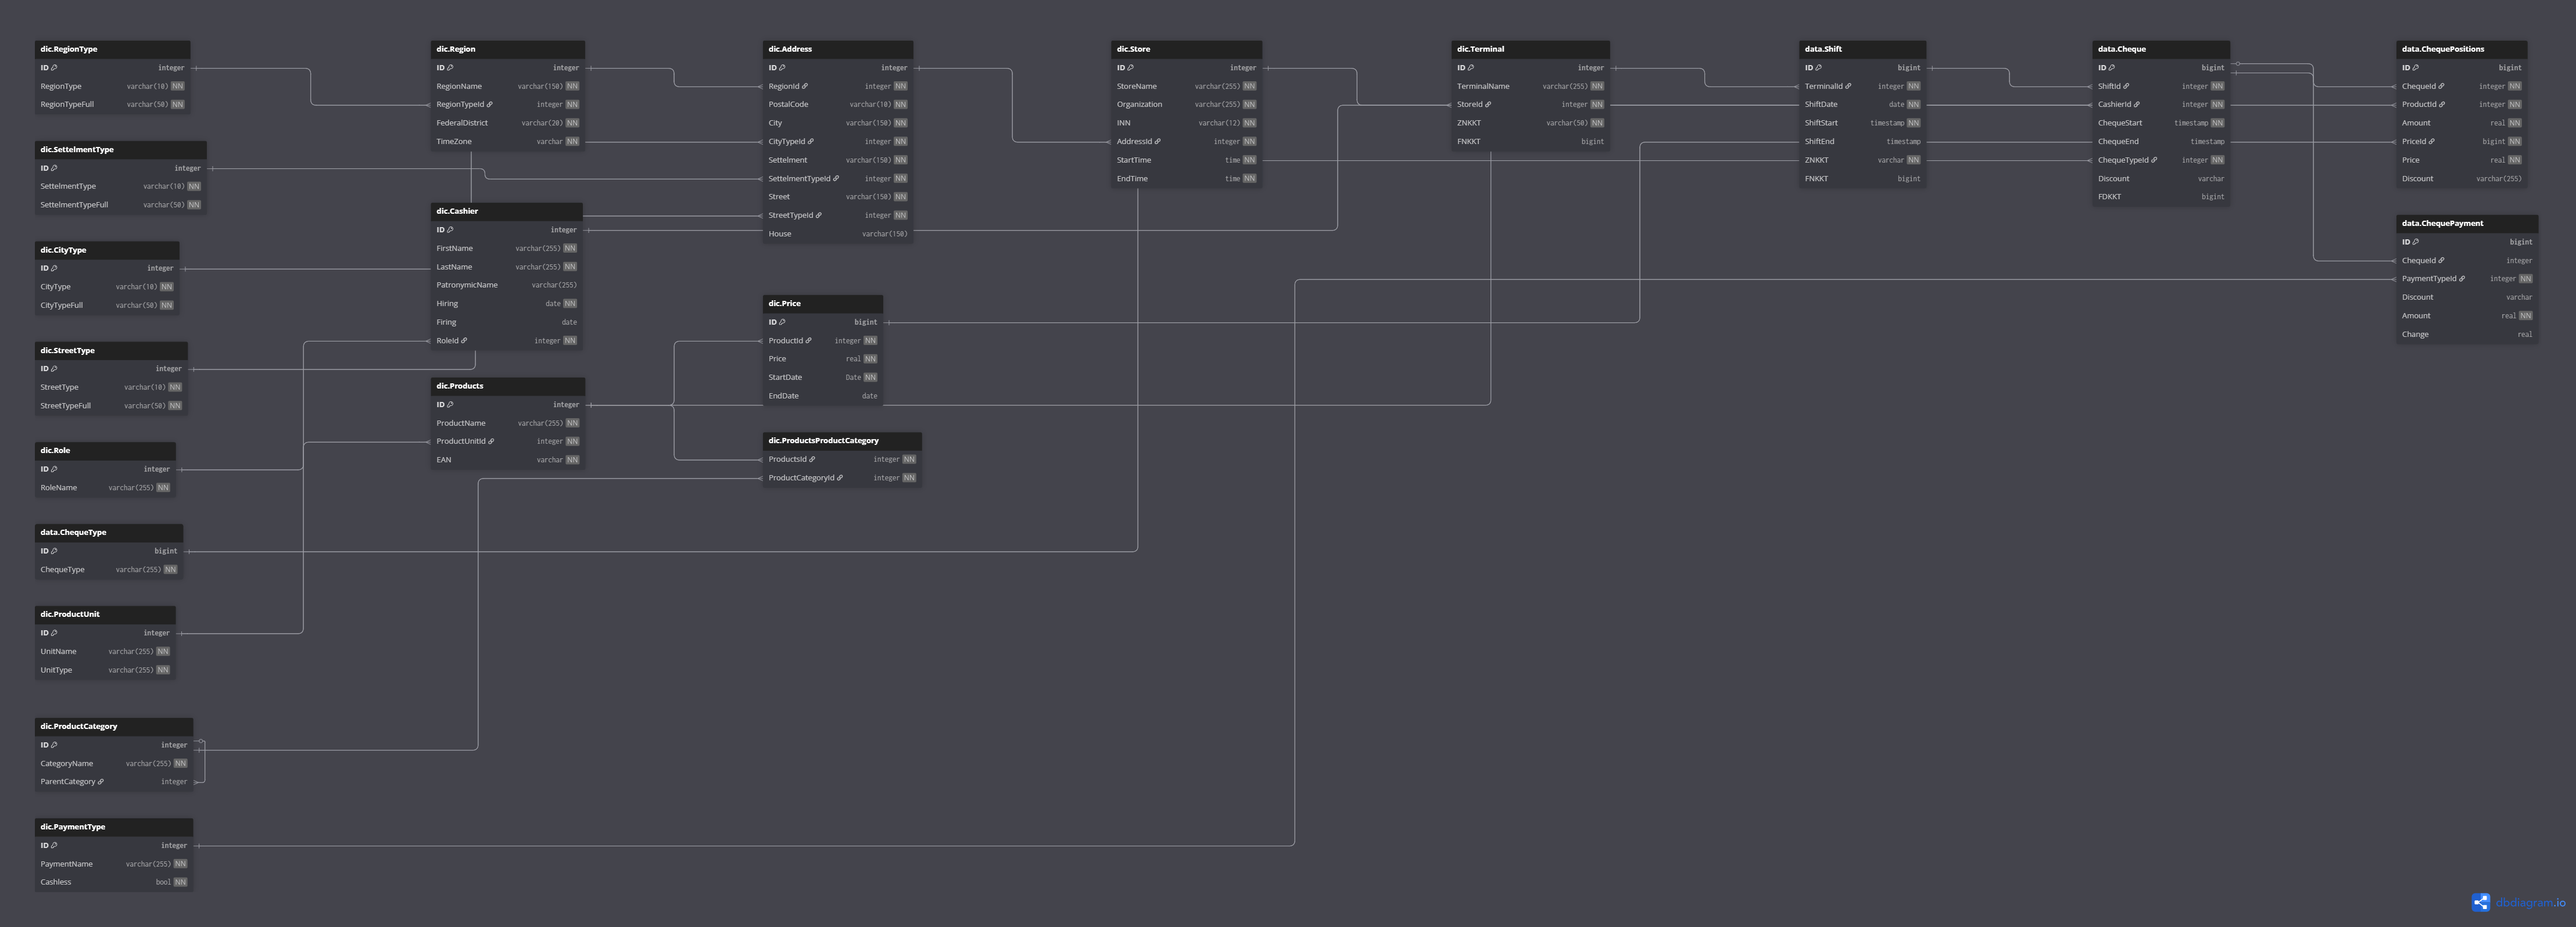 dic.RegionType
ID integer
RegionType varchar(10) NN
RegionTypeFull varchar(50) NN
dic.SettelmentType
ID integer
SettelmentType varchar(10) NN
SettelmentTypeFull varchar(50) NN
dic.CityType
ID integer
CityType varchar(10) NN
CityTypeFull varchar(50) NN
dic.StreetType
ID integer
StreetType varchar(10) NN
StreetTypeFull varchar(50) NN
dic.Role
ID integer
RoleName varchar(255) NN
data.ChequeType
ID bigint
ChequeType varchar(255) NN
dic.ProductUnit
ID integer
UnitName varchar(255) NN
UnitType varchar(255) NN
dic.ProductCategory
ID integer
CategoryName varchar(255) NN
ParentCategory integer
dic.PaymentType
ID integer
PaymentName varchar(255) NN
Cashless bool NN
dic.Region
ID integer
RegionName varchar(150) NN
RegionTypeId integer NN
FederalDistrict varchar(20) NN
TimeZone varchar NN
dic.Cashier
ID integer
FirstName varchar(255) NN
LastName varchar(255) NN
PatronymicName varchar(255)
Hiring date NN
Firing date
RoleId integer NN
dic.Products
ID integer
ProductName varchar(255) NN
ProductUnitId integer NN
EAN varchar NN
dic.Address
ID integer
RegionId integer NN
PostalCode varchar(10) NN
City varchar(150) NN
CityTypeId integer NN
Settelment varchar(150) NN
SettelmentTypeId integer NN
Street varchar(150) NN
StreetTypeId integer NN
House varchar(150)
dic.Price
ID bigint
ProductId integer NN
Price real NN
StartDate Date NN
EndDate date
dic.ProductsProductCategory
ProductsId integer NN
ProductCategoryId integer NN
dic.Store
ID integer
StoreName varchar(255) NN
Organization varchar(255) NN
INN varchar(12) NN
AddressId integer NN
StartTime time NN
EndTime time NN
dic.Terminal
ID integer
TerminalName varchar(255) NN
StoreId integer NN
ZNKKT varchar(50) NN
FNKKT bigint
data.Shift
ID bigint
TerminalId integer NN
ShiftDate date NN
ShiftStart timestamp NN
ShiftEnd timestamp
ZNKKT varchar NN
FNKKT bigint
data.Cheque
ID bigint
ShiftId integer NN
CashierId integer NN
ChequeStart timestamp NN
ChequeEnd timestamp
ChequeTypeId integer NN
Discount varchar
FDKKT bigint
data.ChequePositions
ID bigint
ChequeId integer NN
ProductId integer NN
Amount real NN
PriceId bigint NN
Price real NN
Discount varchar(255)
data.ChequePayment
ID bigint
ChequeId integer
PaymentTypeId integer NN
Discount varchar
Amount real NN
Change real
dbdiagram.io